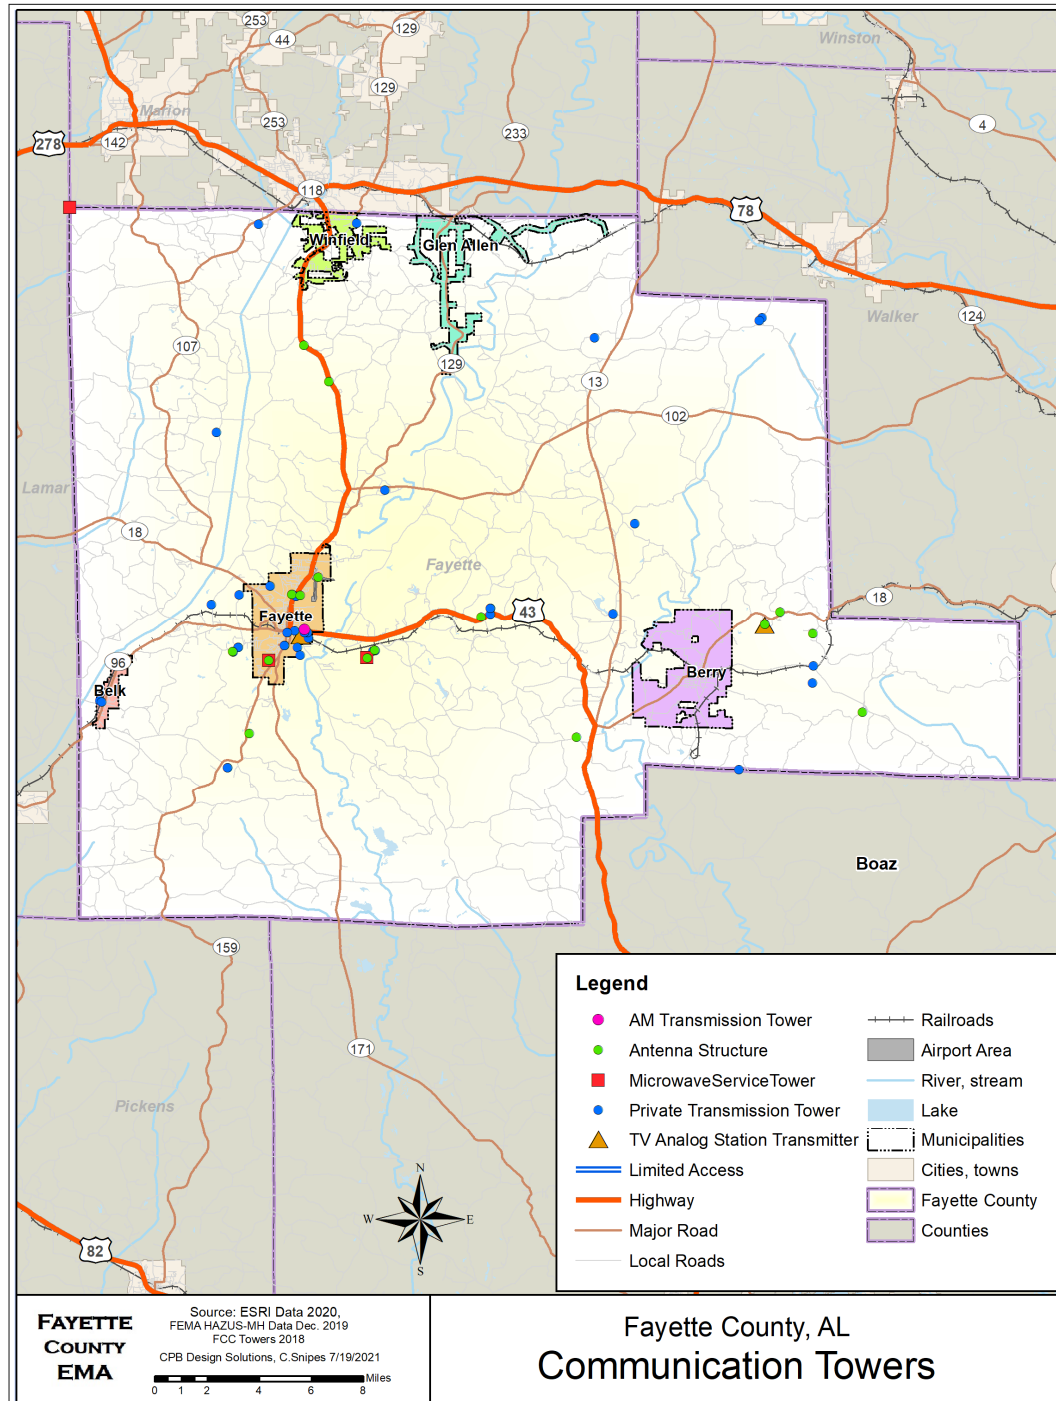 253
129
44
Winston
129
Marion
253
4
233
278
142
118
78
Winfield
Glen Allen
Walker
124
107
129
13
102
Lamar
18
Fayette
18
43
Fayette
96
Berry
Belk
Boaz
159
171
Pickens
82
Legend
AM Transmission Tower
Antenna Structure
MicrowaveServiceTower
Private Transmission Tower
TV Analog Station Transmitter
Limited Access
Highway
Major Road
Local Roads
Railroads
Airport Area
River, stream
Lake
Municipalities
Cities, towns
Fayette County
Counties
N
W
E
S
FAYETTE
COUNTY
EMA
Source: ESRI Data 2020,
FEMA HAZUS-MH Data Dec. 2019
FCC Towers 2018
CPB Design Solutions, C.Snipes 7/19/2021
Miles
0 1 2 4 6 8
Fayette County, AL
Communication Towers